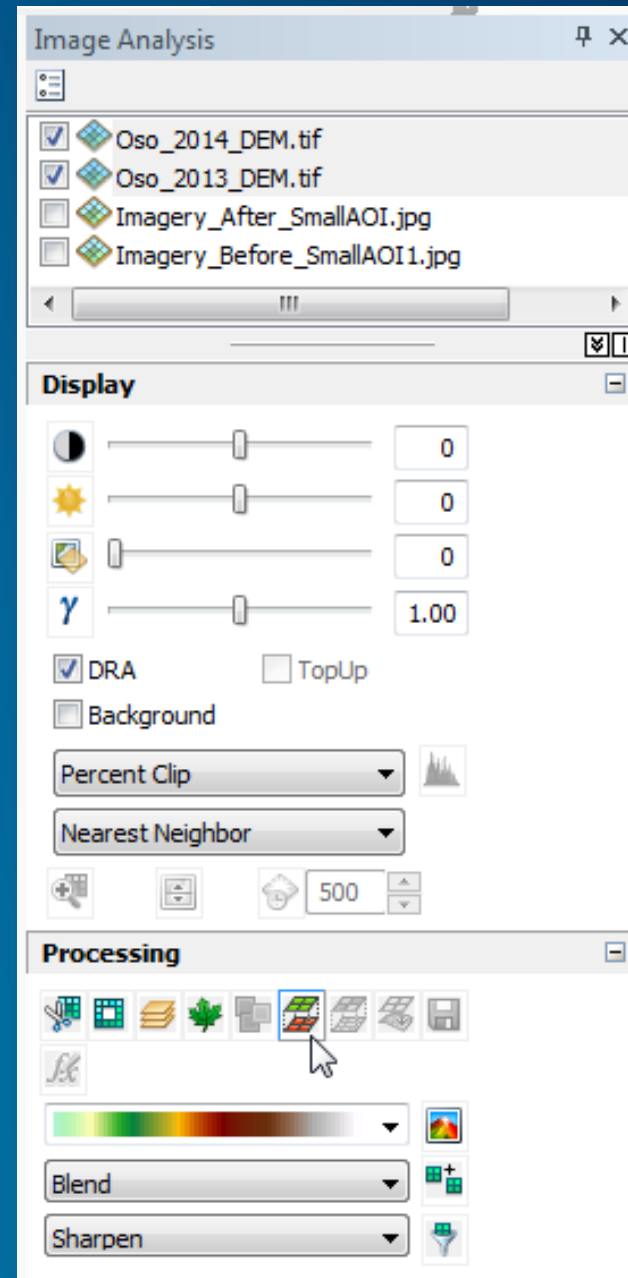 Image Analysis
Oso_2014_DEM.tif
Oso_2013_DEM.tif
Imagery_After_SmallAOI.jpg
Imagery_Before_SmallAOI1.jpg
Display
0
0
0
γ 1.00
DRA TopUp
Background
Percent Clip
Nearest Neighbor
500
Processing
fx
Blend
Sharpen